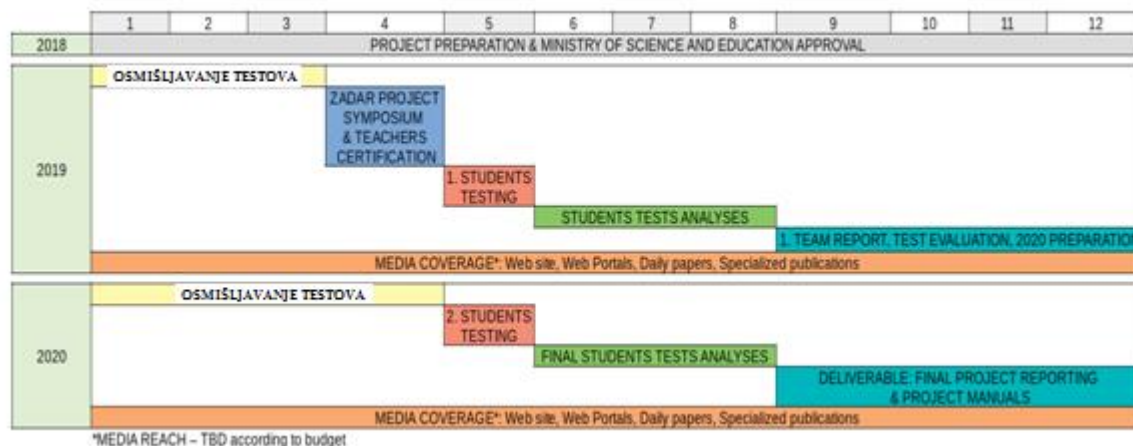 1 2 3 4 5 6 7 8 9 10 11 12
2018 PROJECT PREPARATION & MINISTRY OF SCIENCE AND EDUCATION APPROVAL
OSMIŠLJAVANJE TESTOVA
ZADAR PROJECT
SYMPOSIUM
& TEACHERS
CERTIFICATION
2019
1. STUDENTS
TESTING
STUDENTS TESTS ANALYSES
1. TEAM REPORT, TEST EVALUATION, 2020 PREPARATION
MEDIA COVERAGE*: Web site, Web Portals, Daily papers, Specialized publications
OSMIŠLJAVANJE TESTOVA
2. STUDENTS
TESTING
2020
FINAL STUDENTS TESTS ANALYSES
DELIVERABLE: FINAL PROJECT REPORTING
& PROJECT MANUALS
MEDIA COVERAGE*: Web site, Web Portals, Daily papers, Specialized publications
*MEDIA REACH – TBD according to budget